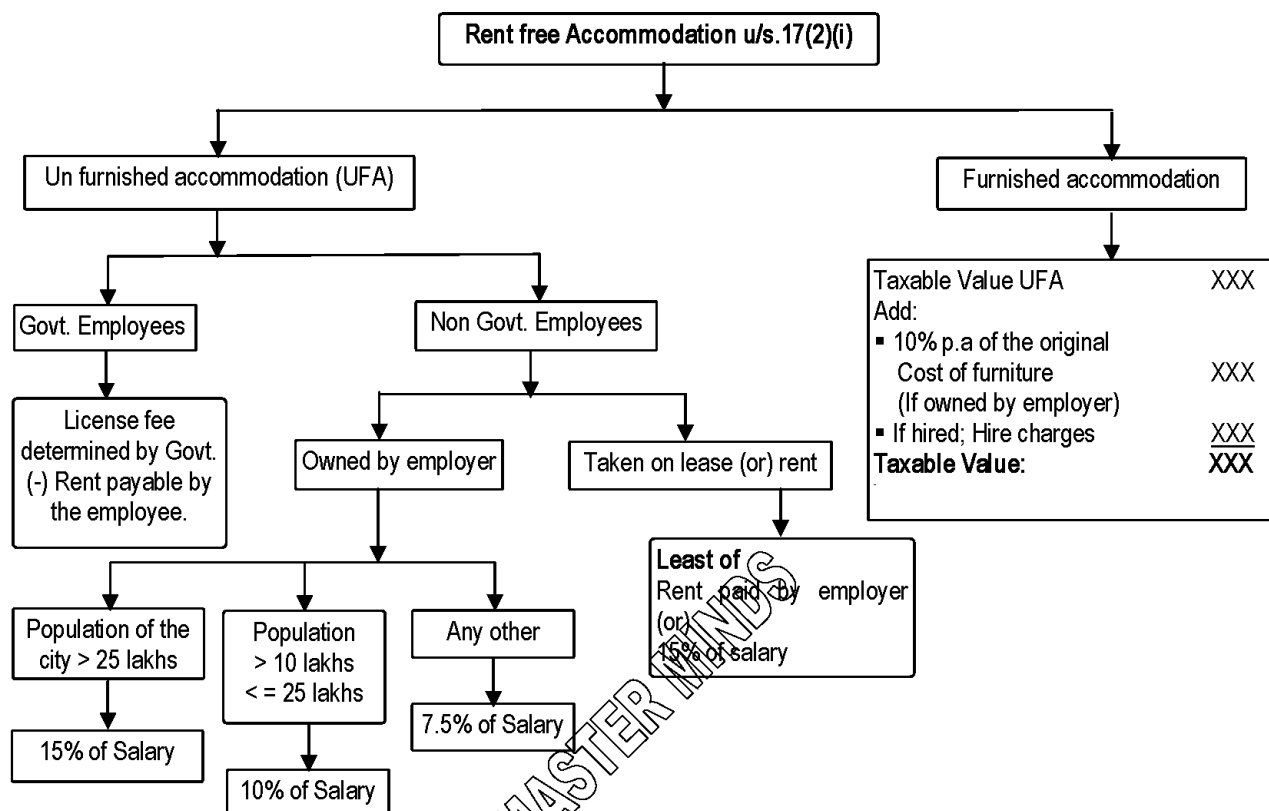 Rent free Accommodation u/s.17(2)(i)
Un furnished accommodation (UFA)
Furnished accommodation
Govt. Employees
Non Govt. Employees
Taxable Value UFA XXX
Add:
▪ 10% p.a of the original
Cost of furniture XXX
(If owned by employer)
▪ If hired; Hire charges XXX
Taxable Value: XXX
License fee
determined by Govt.
(-) Rent payable by
the employee.
Owned by employer
Taken on lease (or) rent
Least of
Rent paid by employer
(or)
15% of salary
Population of the
city > 25 lakhs
Population
> 10 lakhs
< = 25 lakhs
Any other
15% of Salary
10% of Salary
7.5% of Salary
MASTER MINDS